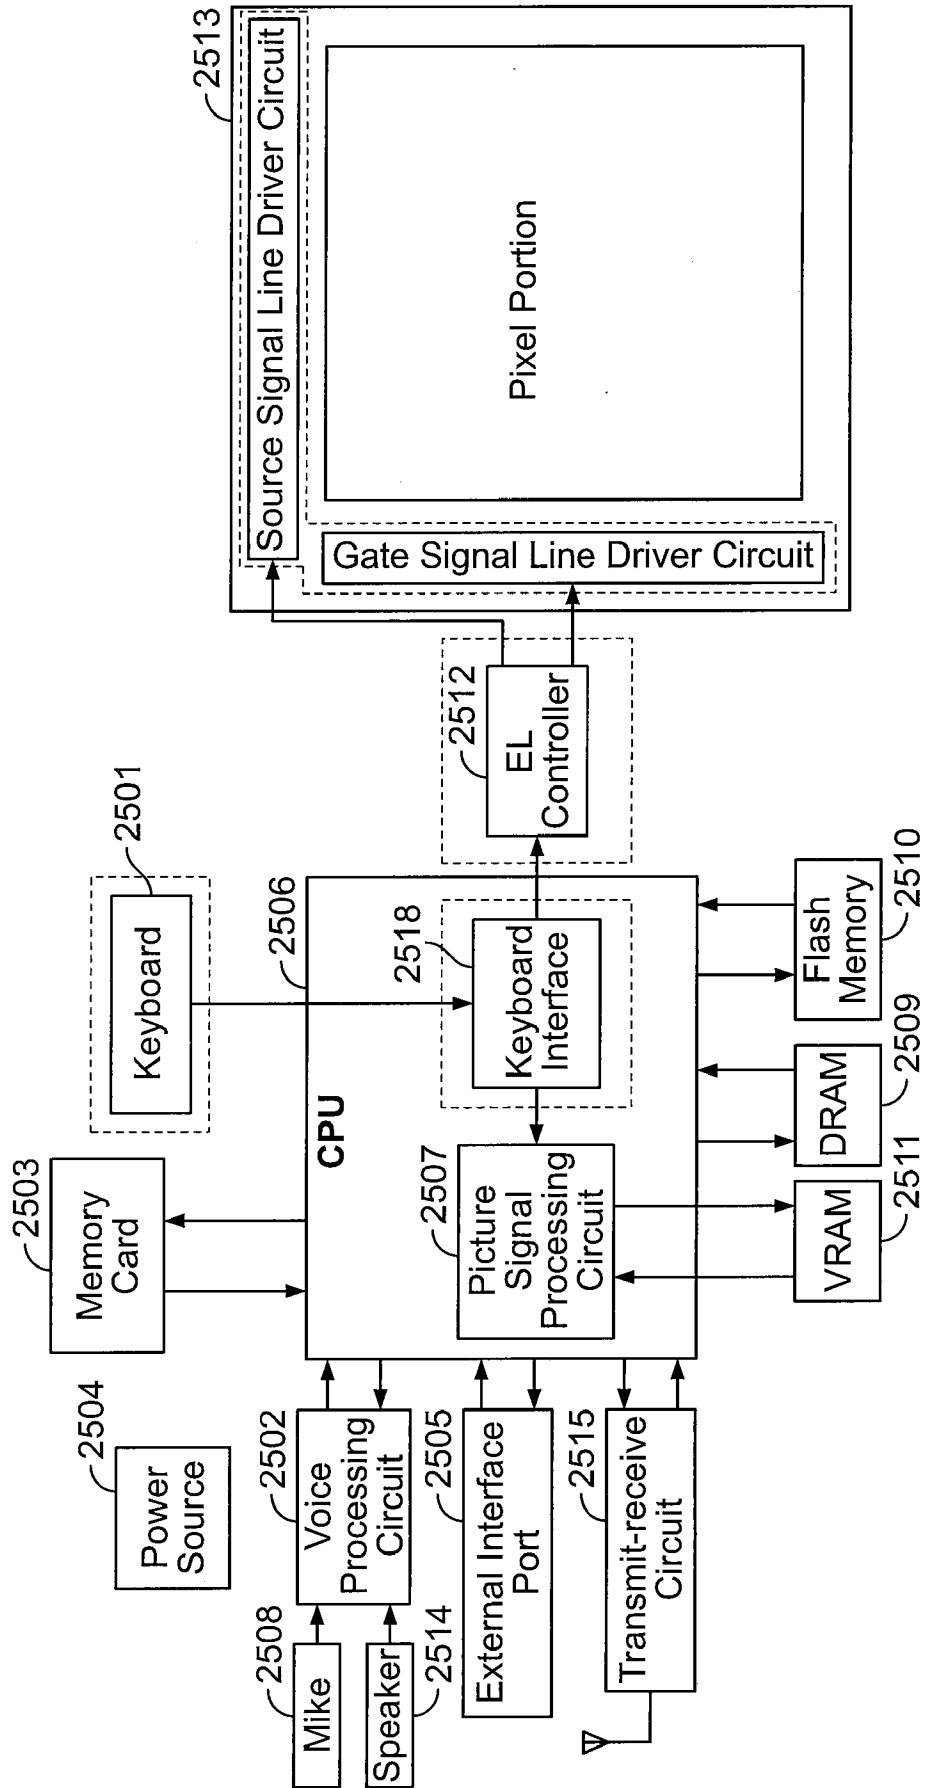 2504
Power
Source
2503
Memory
Card
2501
Keyboard
2513
Source Signal Line Driver Circuit
2508
Mike
2502
Voice
Processing
Circuit
Speaker
2514
2506
CPU
2518
Keyboard
Interface
2507
Picture
Signal
Processing
Circuit
2505
External Interface
Port
2515
Transmit-receive
Circuit
2512
EL
Controller
Gate Signal Line Driver Circuit
Pixel Portion
VRAM
2511
DRAM
2509
Flash
Memory
2510